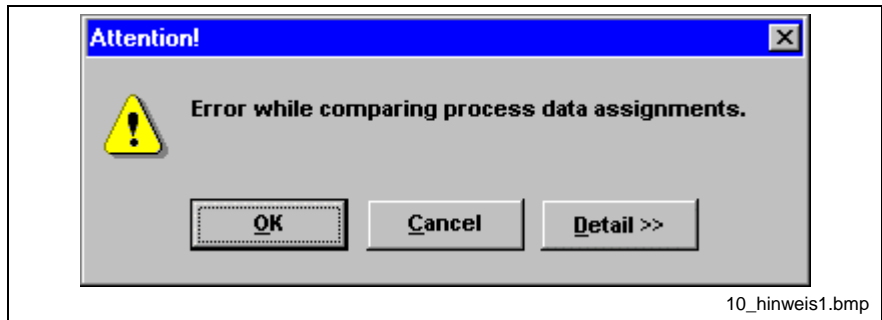 Attention!
Error while comparing process data assignments.
OK Cancel Detail >>
10_hinweis1.bmp